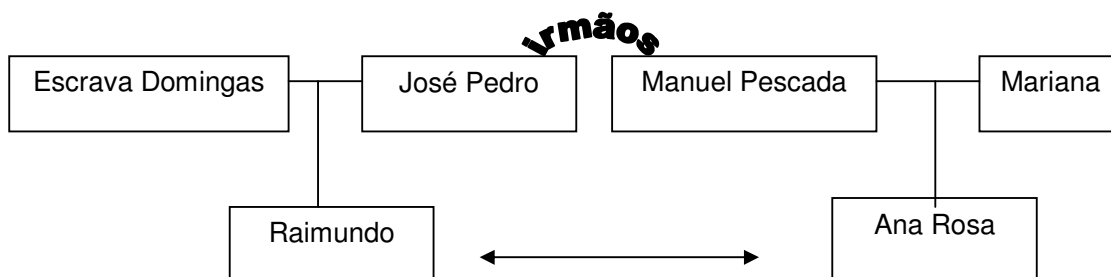 irmãos
Escrava Domingas
José Pedro
Manuel Pescada
Mariana
Raimundo
Ana Rosa